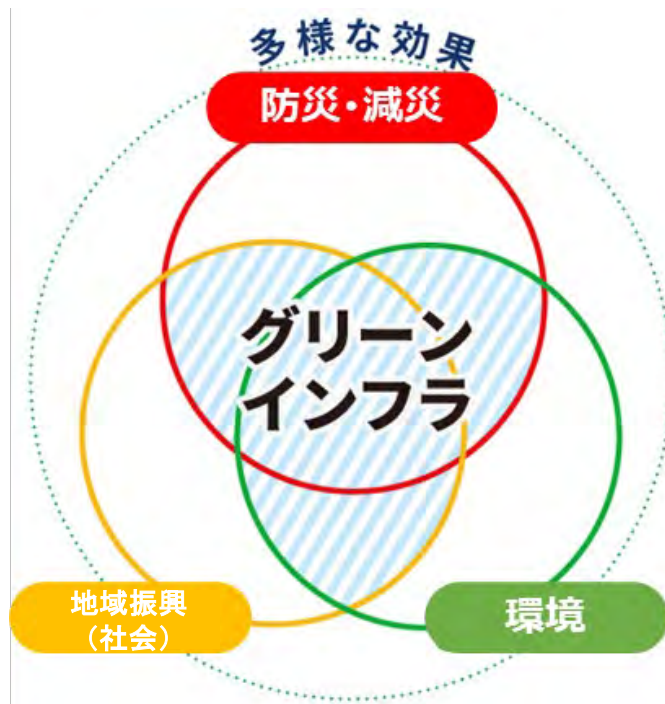 多様な効果
防災・減災
グリーン
インフラ
地域振興
(社会)
環境